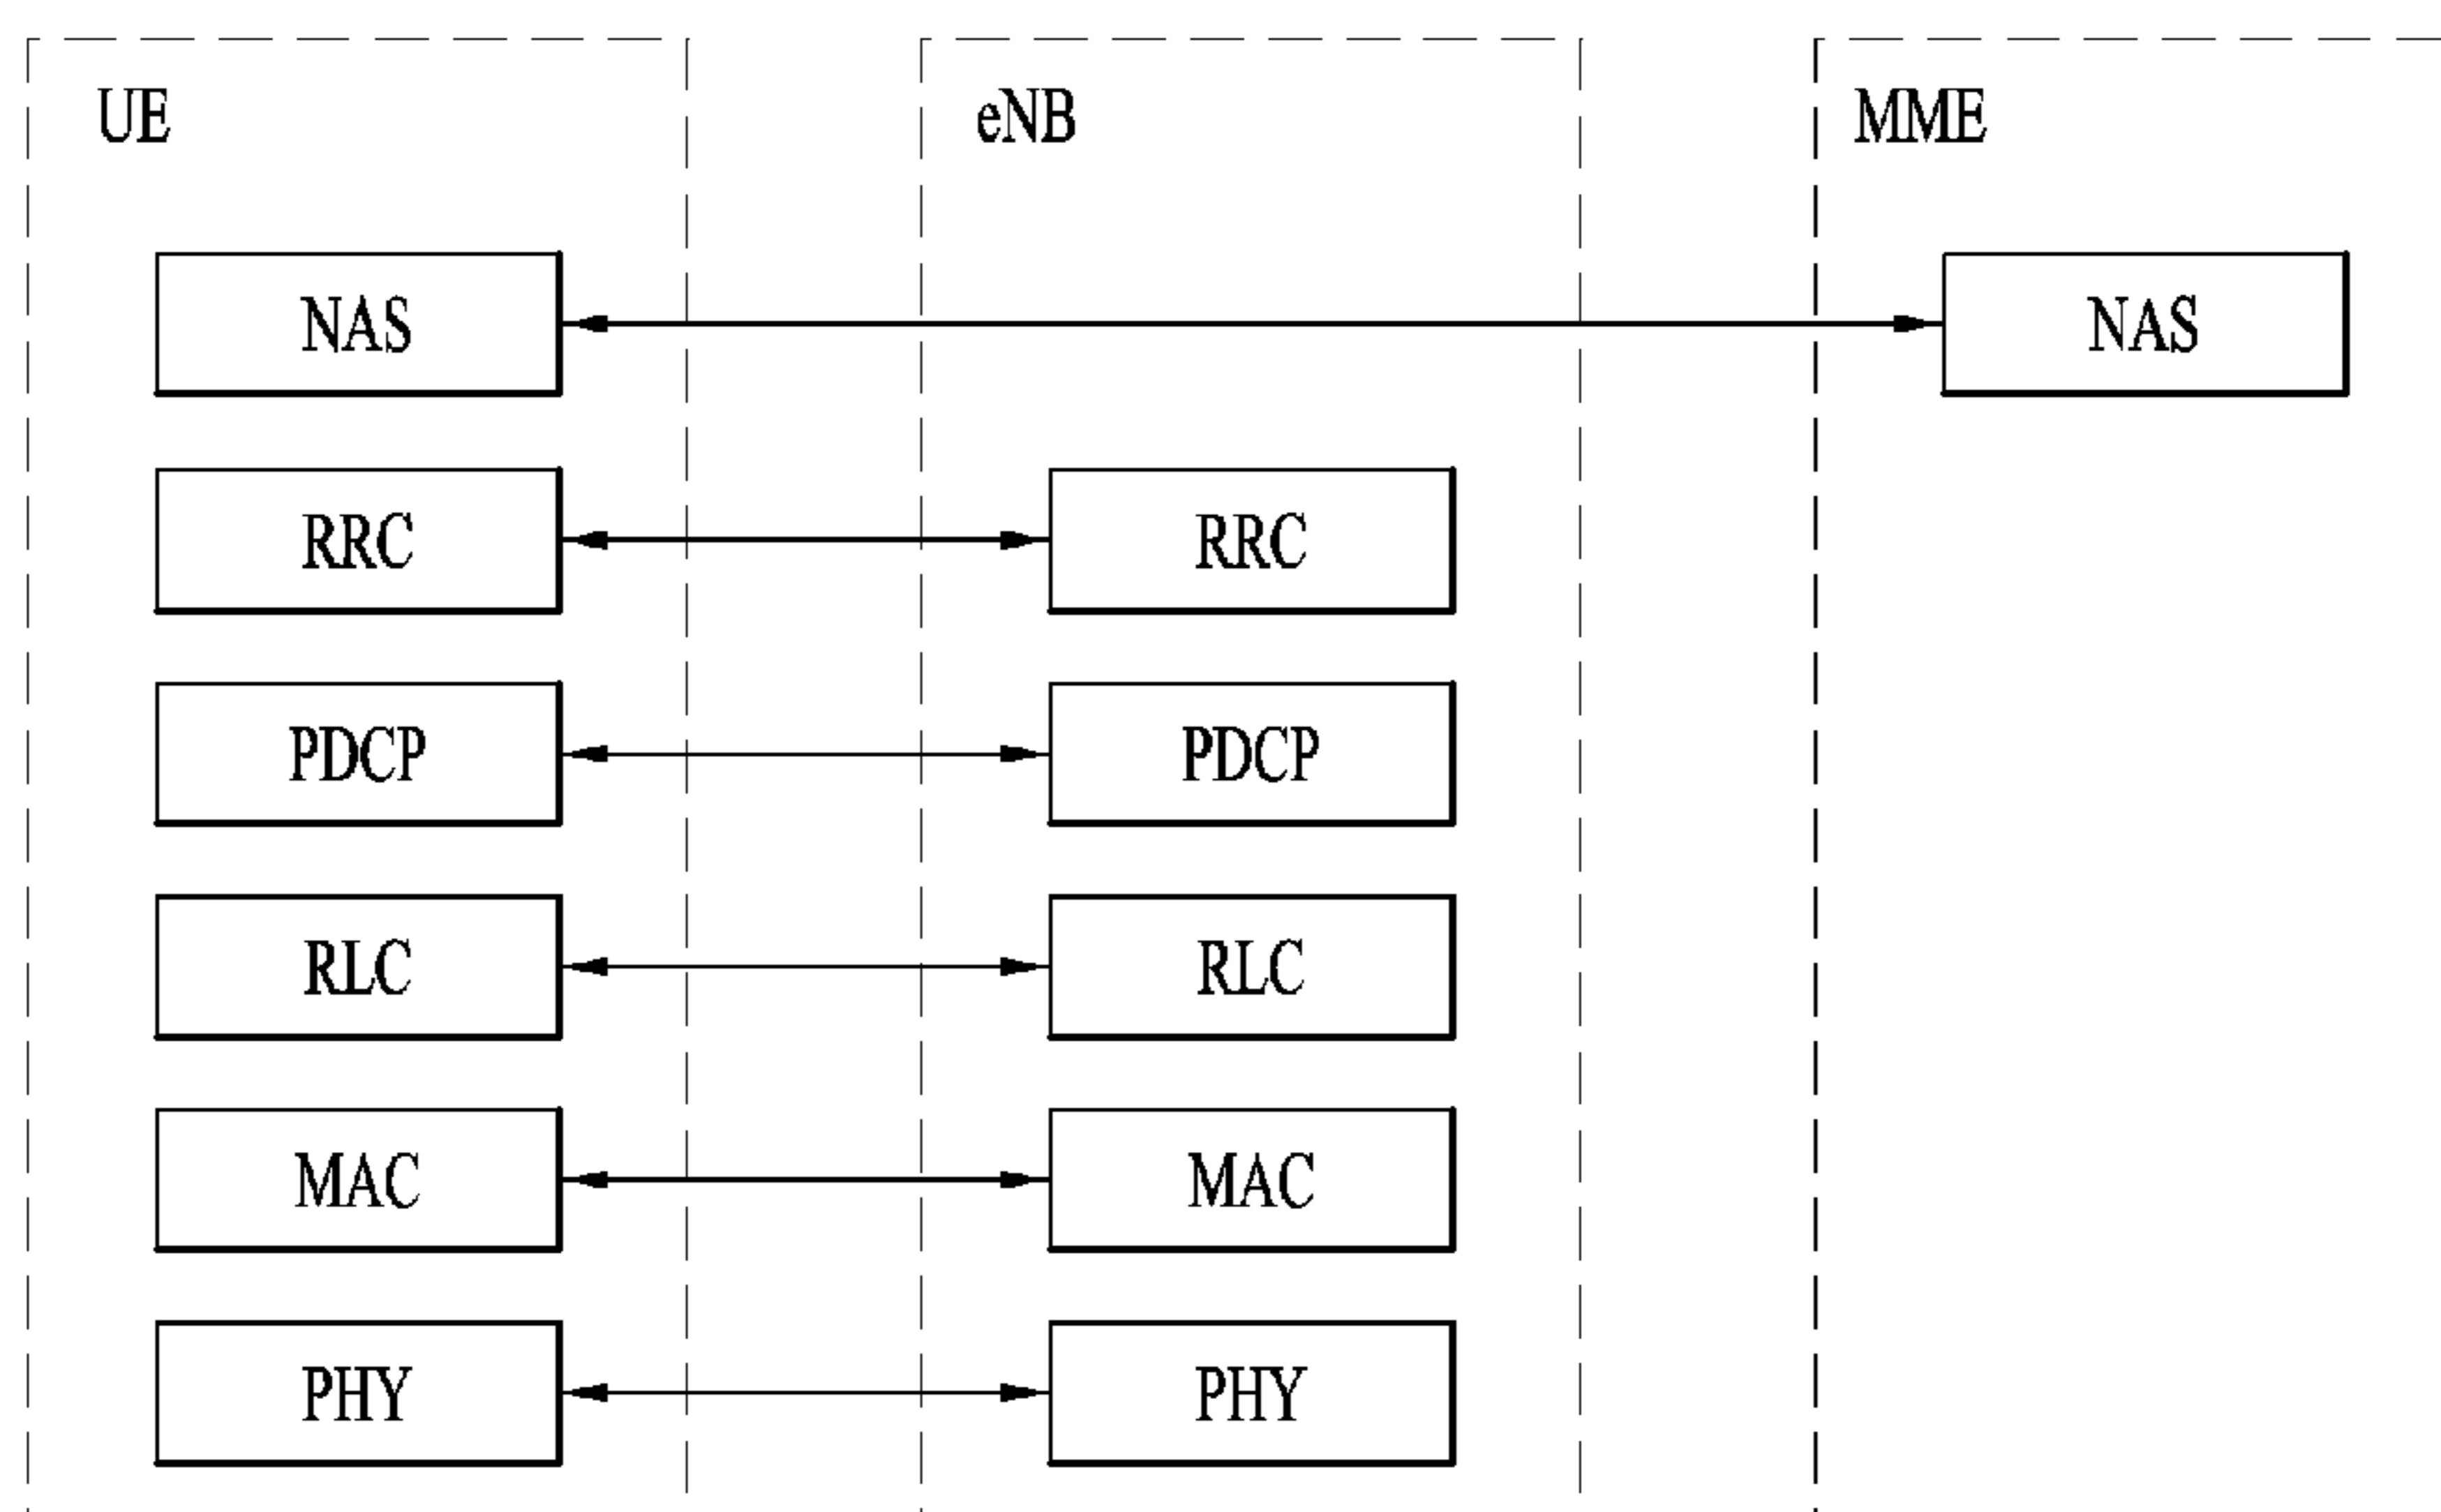 UE eNB MME
NAS NAS
RRC RRC
PDCP PDCP
RLC RLC
MAC MAC
PHY PHY